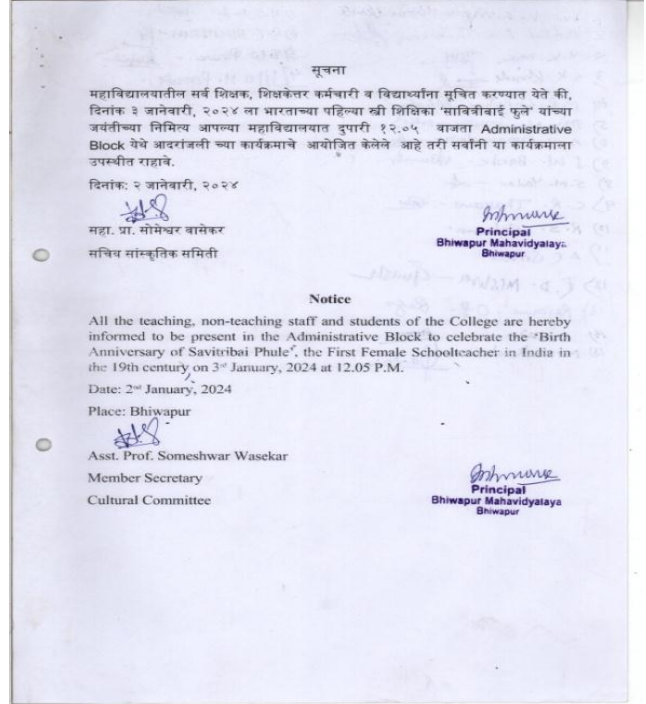 सूचना
महाविद्यालयातील सर्व शिक्षक, शिक्षकेत्तर कर्मचारी व विद्यार्थ्यांना सूचित करण्यात येते की,
दिनांक ३ जानेवारी, २०२४ ला भारताच्या पहिल्या स्त्री शिक्षिका 'सावित्रीबाई फुले' यांच्या
जयंतीच्या निमित्य आपल्या महाविद्यालयात दुपारी १२.०५ वाजता Administrative
Block येथे आदरांजली च्या कार्यक्रमाचे आयोजित केलेले आहे तरी सर्वांनी या कार्यक्रमाला
उपस्थीत राहावे.
दिनांक: २ जानेवारी, २०२४
सहा. प्रा. सोमेश्वर वासेकर
सचिव सांस्कृतिक समिती
Principal
Bhiwapur Mahavidyalaya
Bhiwapur
Notice
All the teaching, non-teaching staff and students of the College are hereby
informed to be present in the Administrative Block to celebrate the 'Birth
Anniversary of Savitribai Phule', the First Female Schoolteacher in India in
the 19th century on 3rd January, 2024 at 12.05 P.M.
Date: 2nd January, 2024
Place: Bhiwapur
Asst. Prof. Someshwar Wasekar
Member Secretary
Cultural Committee
Principal
Bhiwapur Mahavidyalaya
Bhiwapur